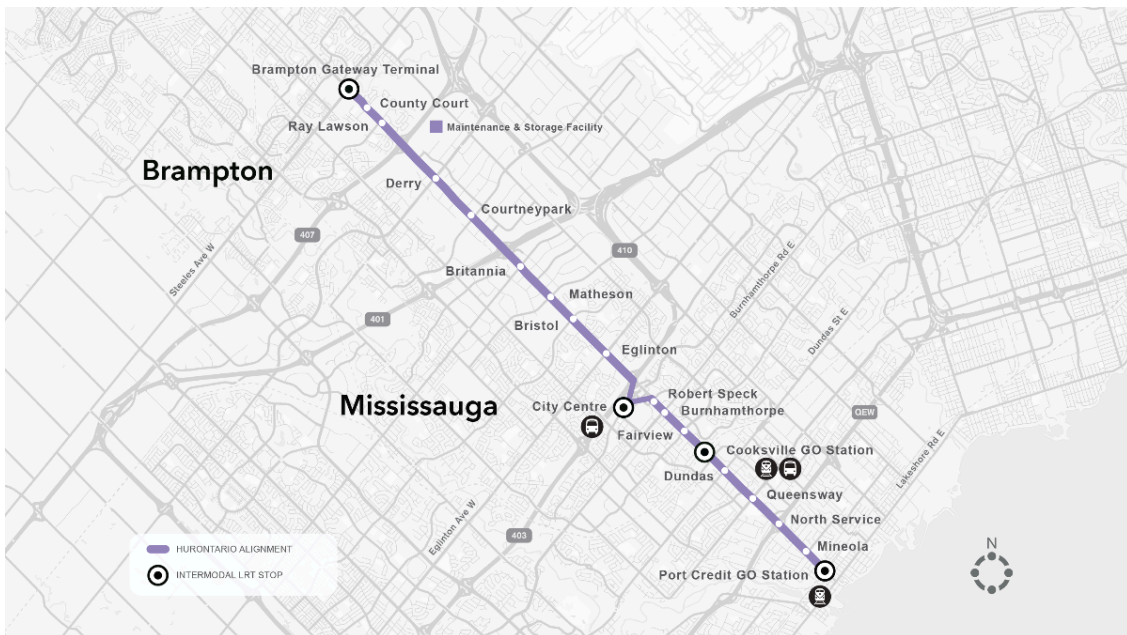 Brampton Gateway Terminal
County Court
Ray Lawson
Maintenance & Storage Facility
Brampton
Derry
Courtneypark
407
410
Steeles Ave W
Britannia
Burnhamthorpe Rd E
Matheson
401
Bristol
Dundas St E
Eglinton
Robert Speck
Mississauga
City Centre
Burnhamthorpe
QEW
Fairview
Cooksville GO Station
Lakeshore Rd E
Dundas
Queensway
Eglinton Ave W
North Service
403
Mineola
HURONTARIO ALIGNMENT
N
Port Credit GO Station
INTERMODAL LRT STOP